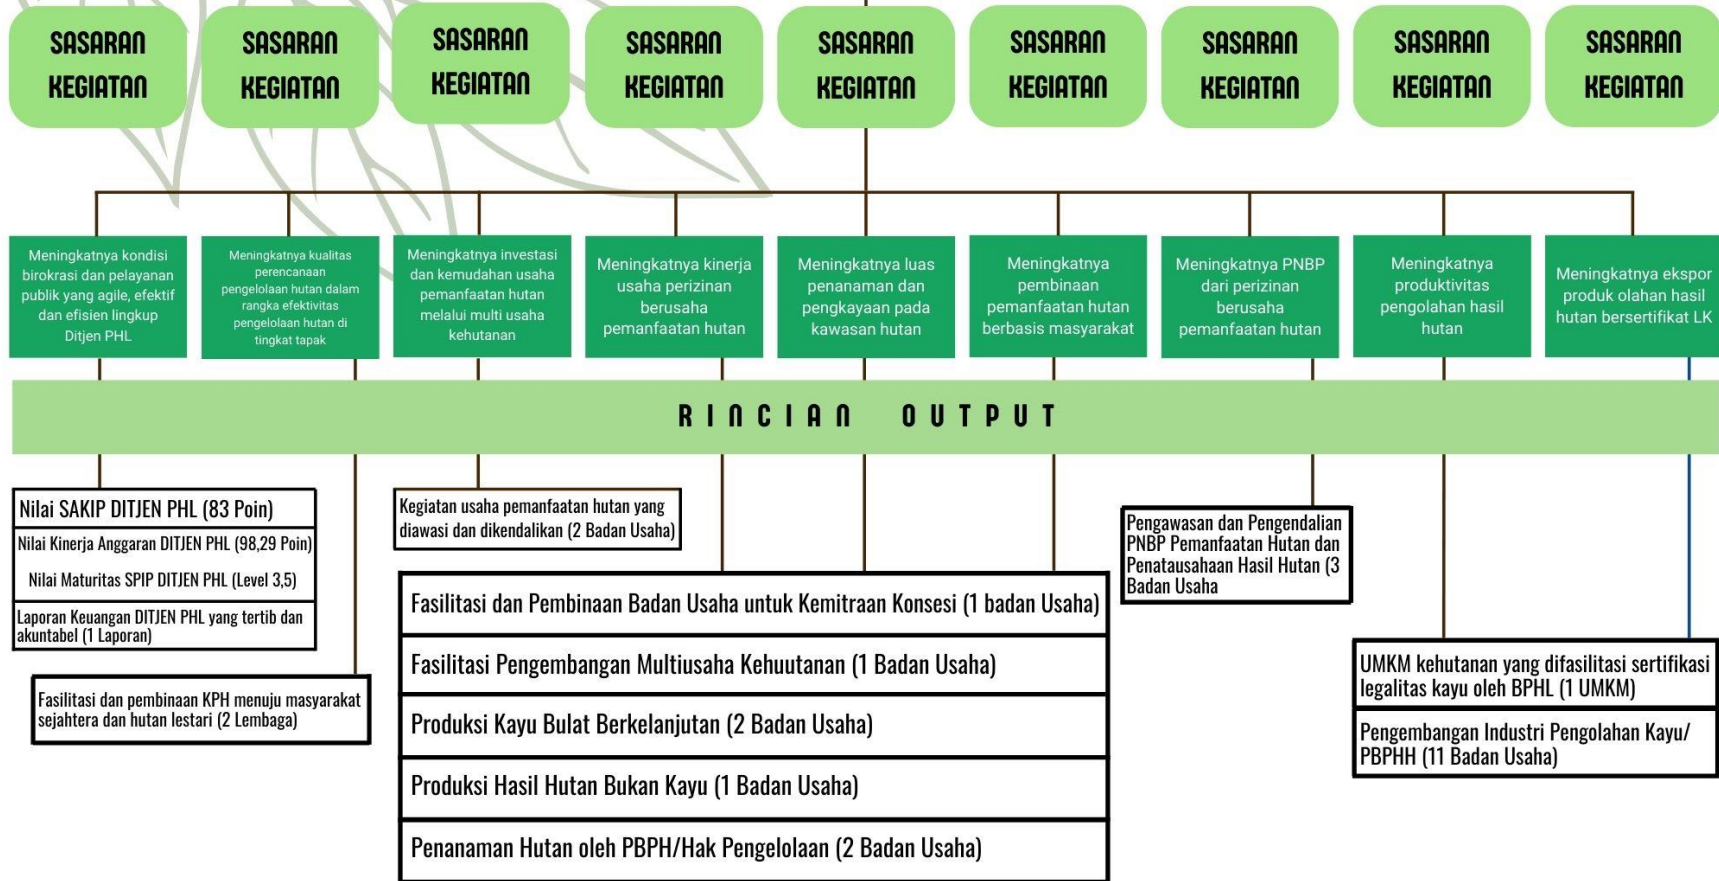 SASARAN
KEGIATAN
SASARAN
KEGIATAN
SASARAN
KEGIATAN
SASARAN
KEGIATAN
SASARAN
KEGIATAN
SASARAN
KEGIATAN
SASARAN
KEGIATAN
SASARAN
KEGIATAN
SASARAN
KEGIATAN
Meningkatnya kondisi
birokrasi dan pelayanan
publik yang agile, efektif
dan efisien lingkup
Ditjen PHL
Meningkatnya kualitas
perencanaan
pengelolaan hutan dalam
rangka efektivitas
pengelolaan hutan di
tingkat tapak
Meningkatnya investasi
dan kemudahan usaha
pemanfaatan hutan
melalui multi usaha
kehutanan
Meningkatnya kinerja
usaha perizinan
berusaha
pemanfaatan hutan
Meningkatnya luas
penanaman dan
pengkayaan pada
kawasan hutan
Meningkatnya
pembinaan
pemanfaatan hutan
berbasis masyarakat
Meningkatnya PNBP
dari perizinan
berusaha
pemanfaatan hutan
Meningkatnya
produktivitas
pengolahan hasil
hutan
Meningkatnya ekspor
produk olahan hasil
hutan bersertifikat LK
RINCIAN OUTPUT
Nilai SAKIP DITJEN PHL (83 Poin)
Nilai Kinerja Anggaran DITJEN PHL (98,29 Poin)
Nilai Maturitas SPIP DITJEN PHL (Level 3,5)
Laporan Keuangan DITJEN PHL yang tertib dan
akuntabel (1 Laporan)
Fasilitasi dan pembinaan KPH menuju masyarakat
sejahtera dan hutan lestari (2 Lembaga)
Kegiatan usaha pemanfaatan hutan yang
diawasi dan dikendalikan (2 Badan Usaha)
Fasilitasi dan Pembinaan Badan Usaha untuk Kemitraan Konsesi (1 badan Usaha)
Fasilitasi Pengembangan Multiusaha Kehuutanan (1 Badan Usaha)
Produksi Kayu Bulat Berkelanjutan (2 Badan Usaha)
Produksi Hasil Hutan Bukan Kayu (1 Badan Usaha)
Penanaman Hutan oleh PBPH/Hak Pengelolaan (2 Badan Usaha)
Pengawasan dan Pengendalian
PNBP Pemanfaatan Hutan dan
Penatausahaan Hasil Hutan (3
Badan Usaha
UMKM kehutanan yang difasilitasi sertifikasi
legalitas kayu oleh BPHL (1 UMKM)
Pengembangan Industri Pengolahan Kayu/
PBPHH (11 Badan Usaha)